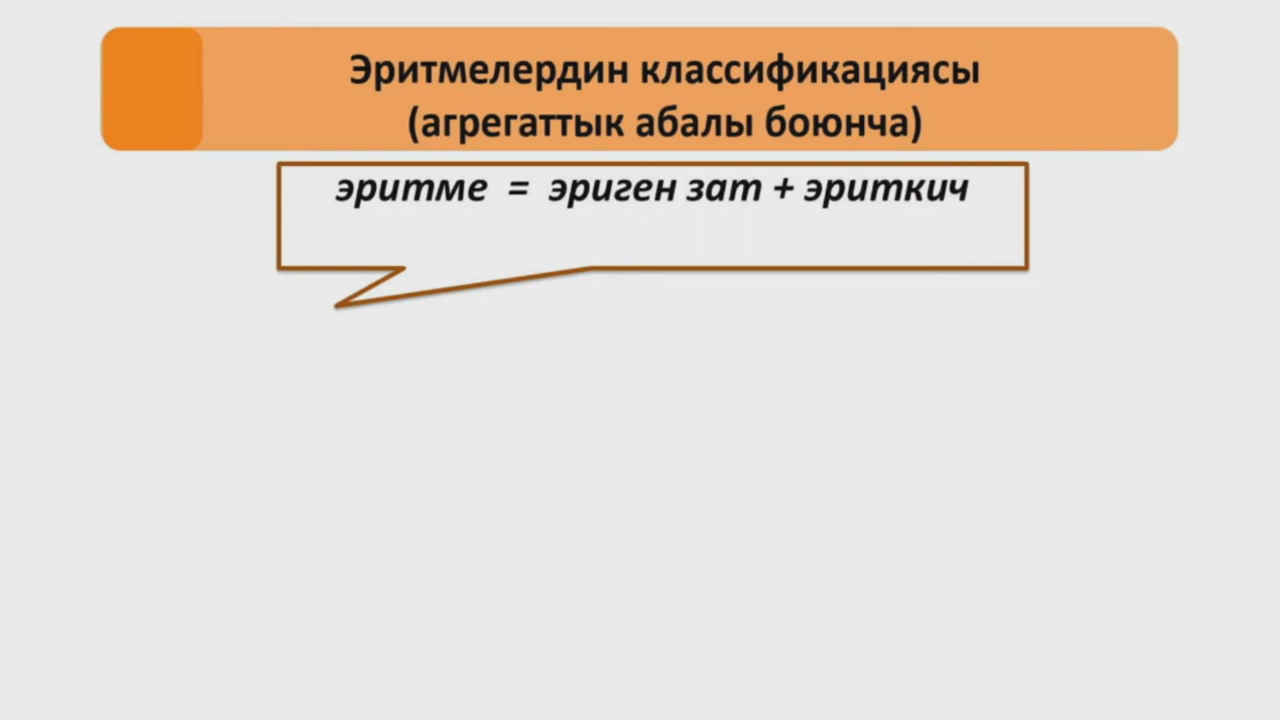 Эритмелердин классификациясы
(агрегаттык абалы боюнча)
эритме = эриген зат + эриткич